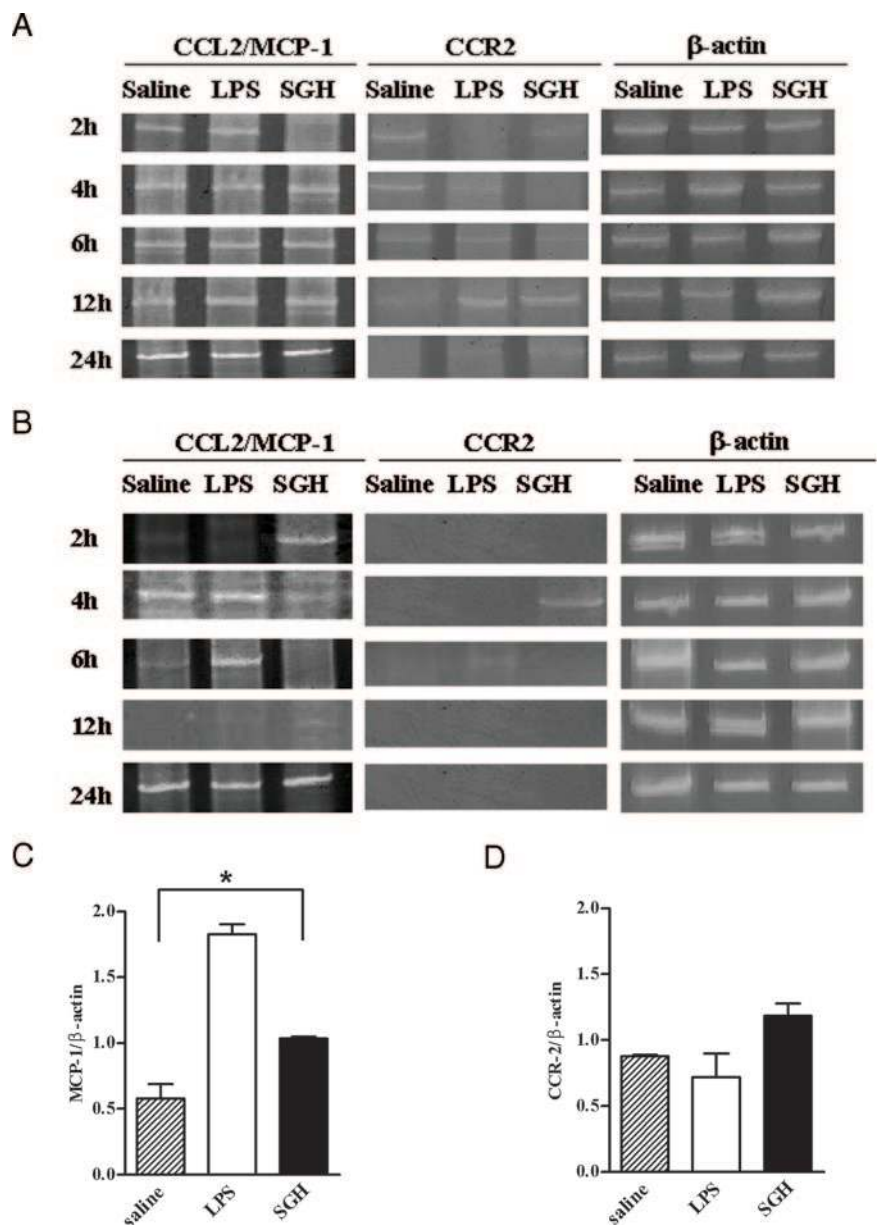 A
CCL2/MCP-1 CCR2 β-actin
Saline LPS SGH Saline LPS SGH Saline LPS SGH
2h
4h
6h
12h
24h
B
CCL2/MCP-1 CCR2 β-actin
Saline LPS SGH Saline LPS SGH Saline LPS SGH
2h
4h
6h
12h
24h
C
*
MCP-1/β-actin
2.0
1.5
1.0
0.5
0.0
saline LPS SGH
D
CCR-2/β-actin
2.0
1.5
1.0
0.5
0.0
saline LPS SGH